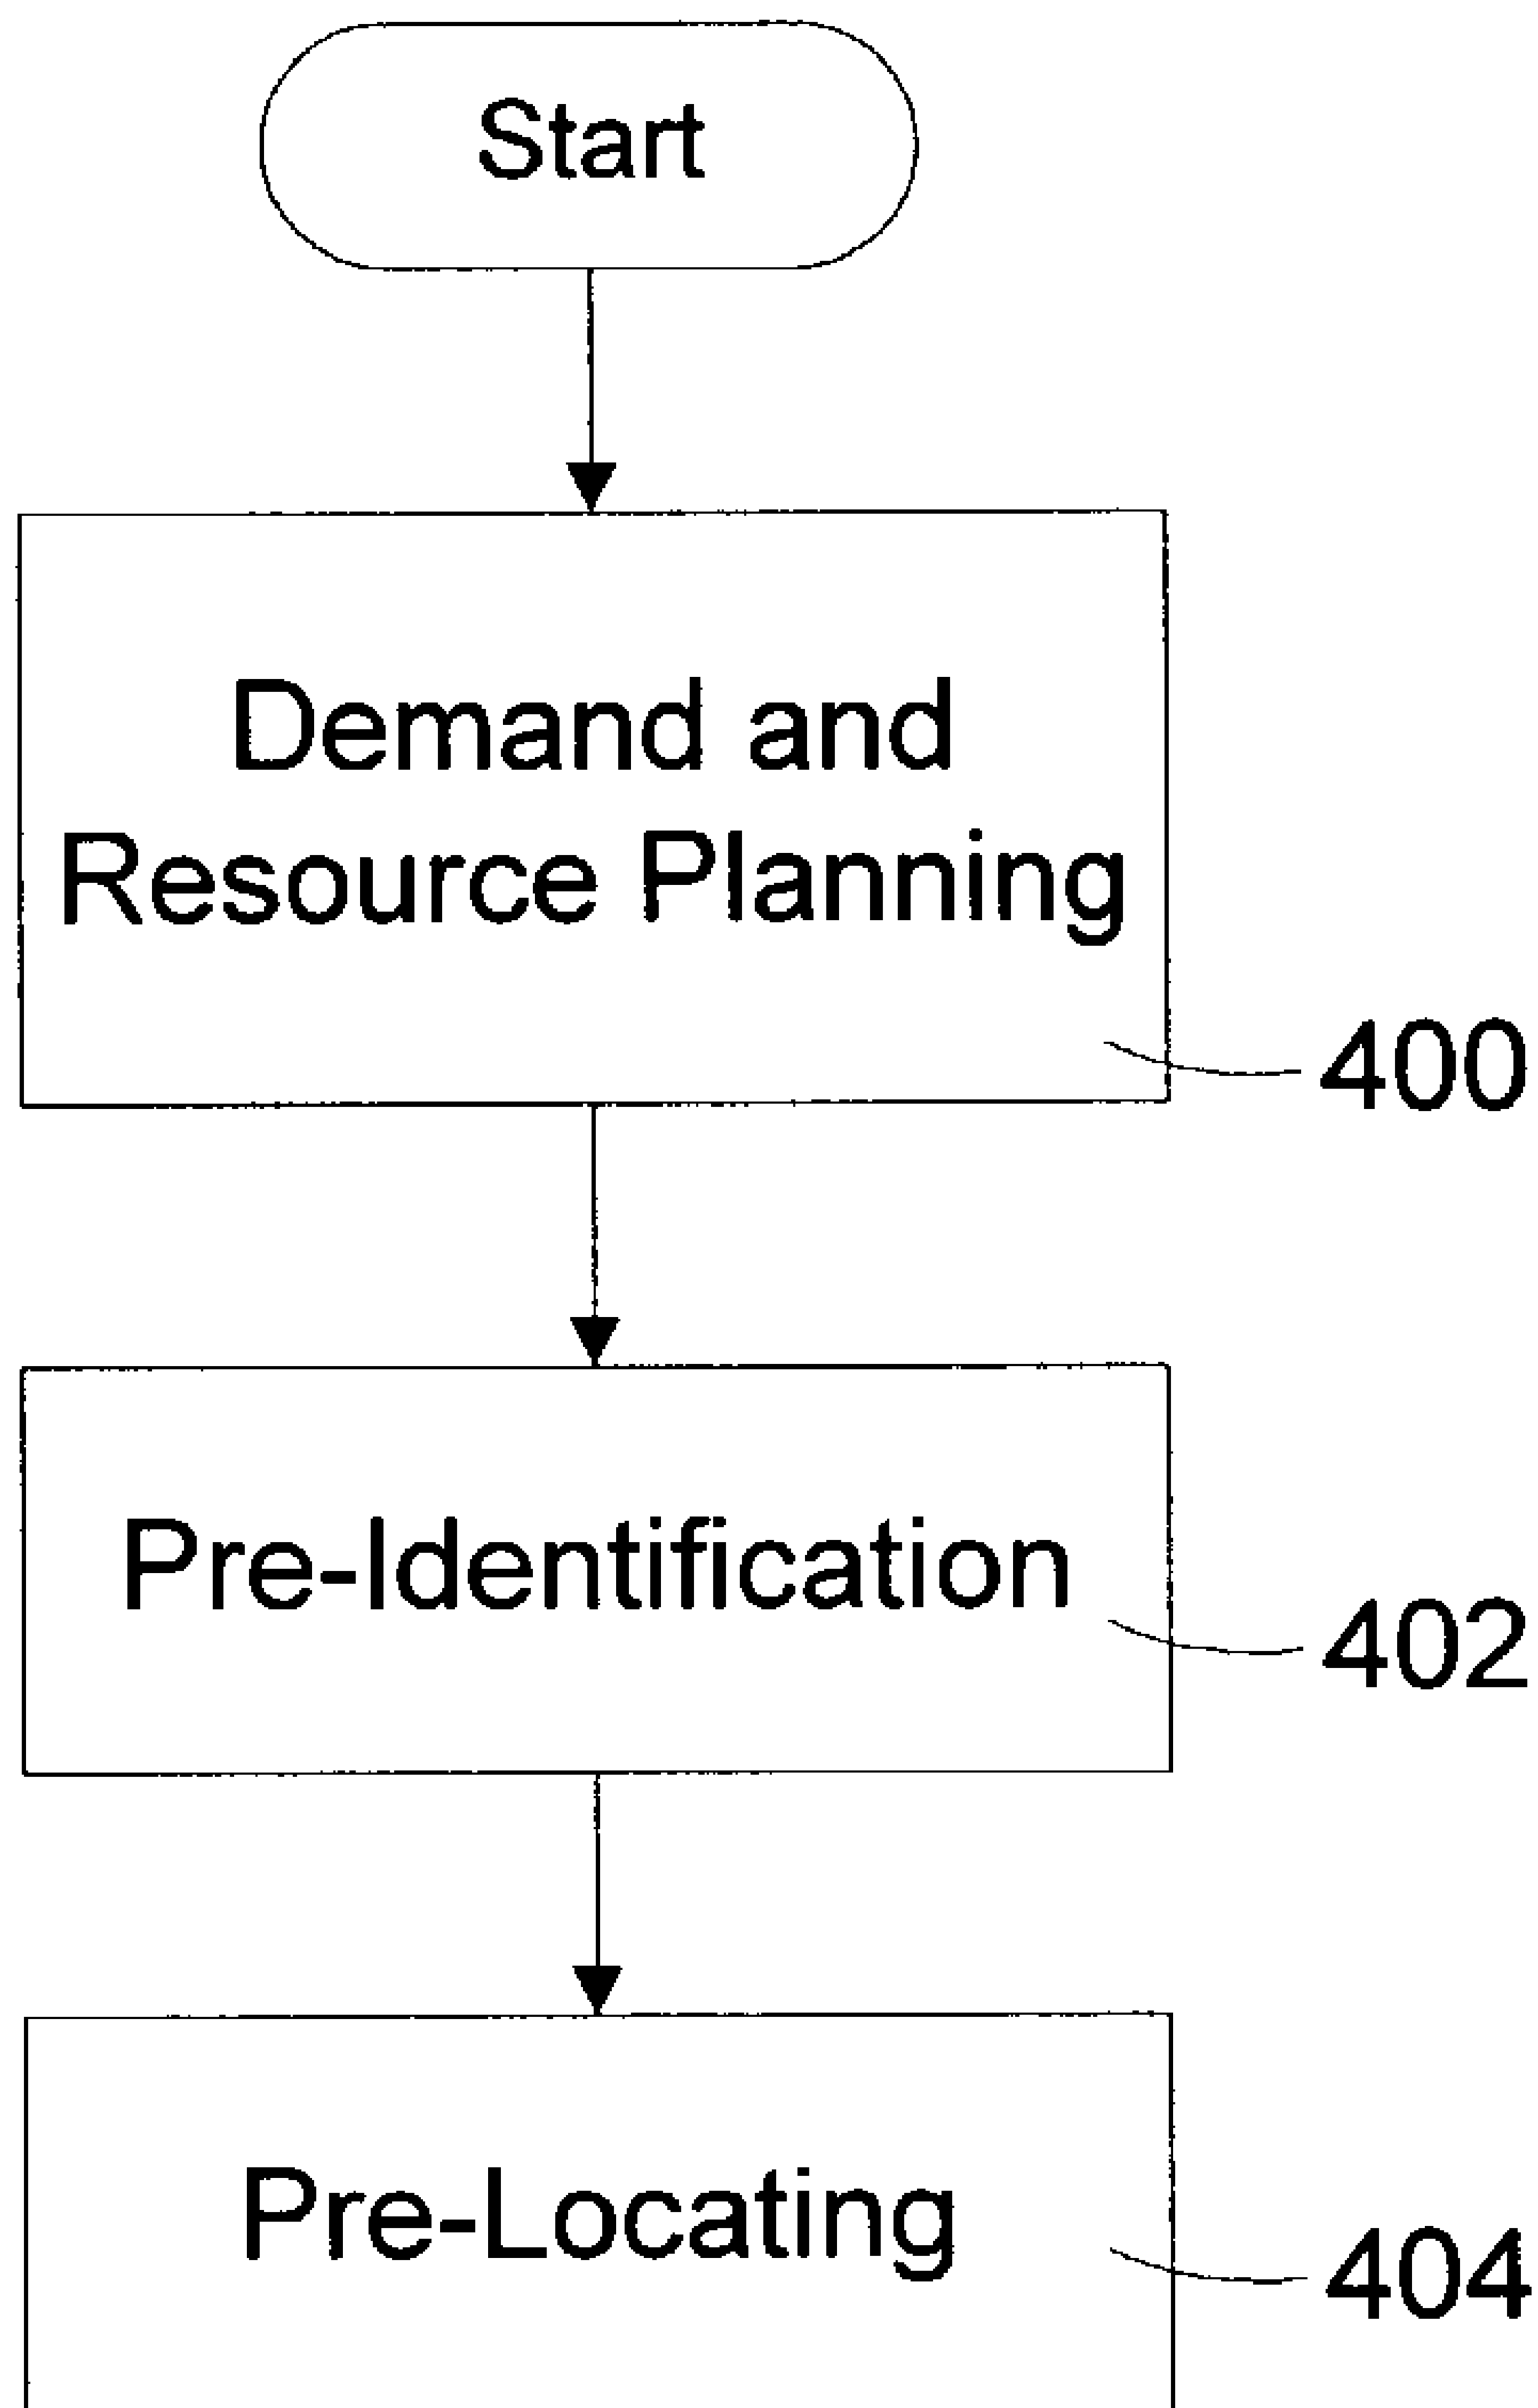 Start
Demand and
Resource Planning
400
Pre-Identification
402
Pre-Locating
404